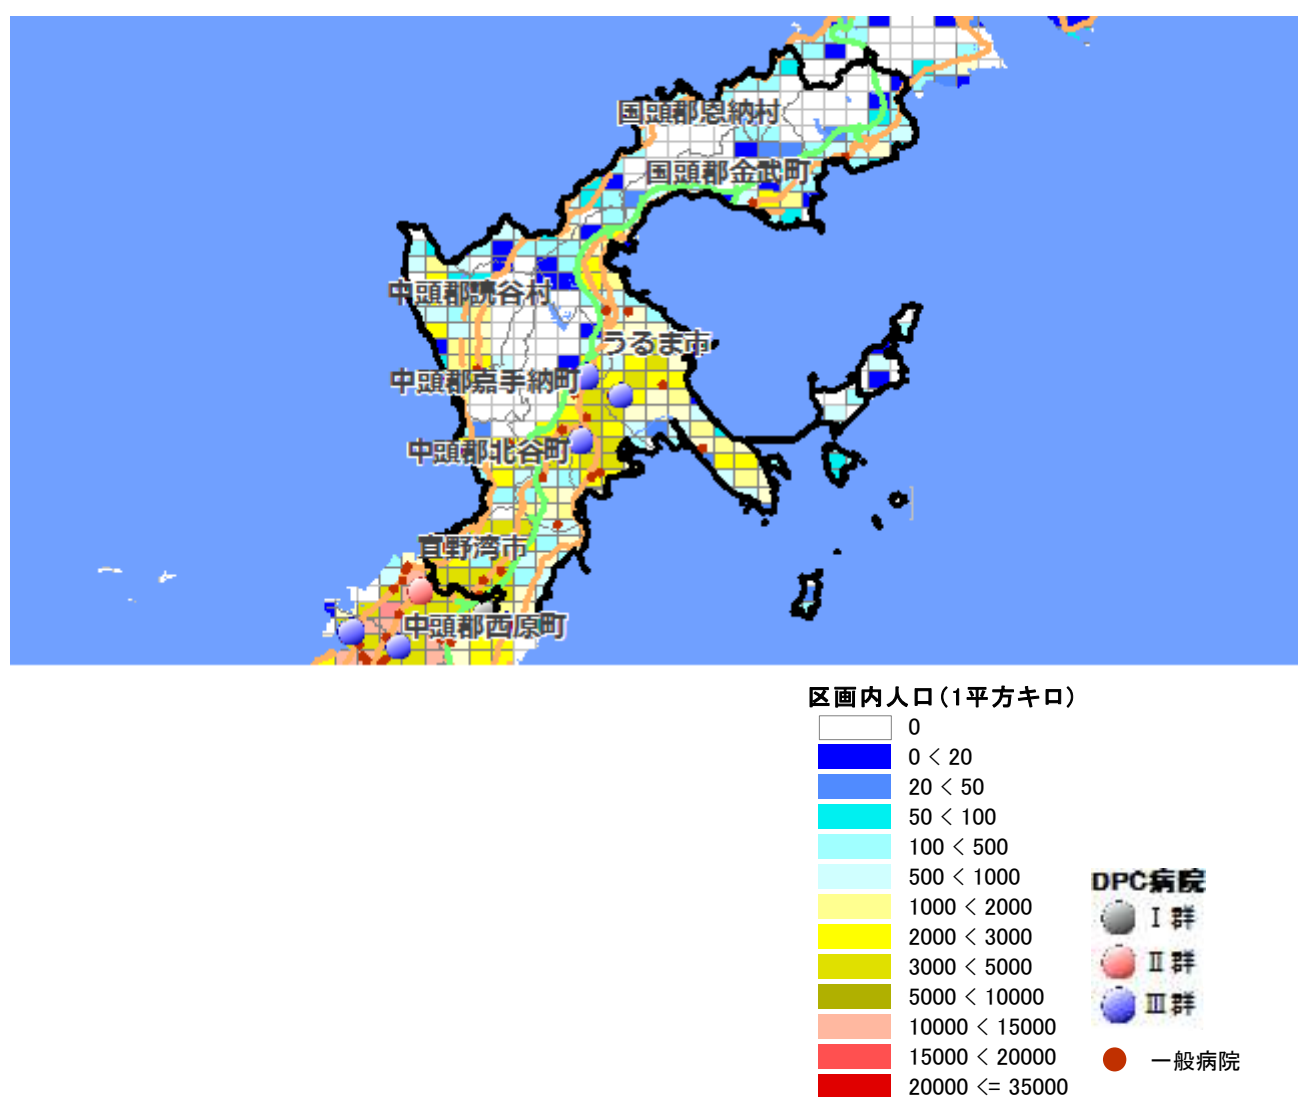 国頭郡恩納村
国頭郡金武町
中頭郡読谷村
うるま市
中頭郡嘉手納町
中頭郡北谷町
宜野湾市
中頭郡西原町
区画内人口(1平方キロ)
0
0 < 20
20 < 50
50 < 100
100 < 500
500 < 1000
1000 < 2000
2000 < 3000
3000 < 5000
5000 < 10000
10000 < 15000
15000 < 20000
20000 <= 35000
DPC病院
Ⅰ群
Ⅱ群
Ⅲ群
一般病院